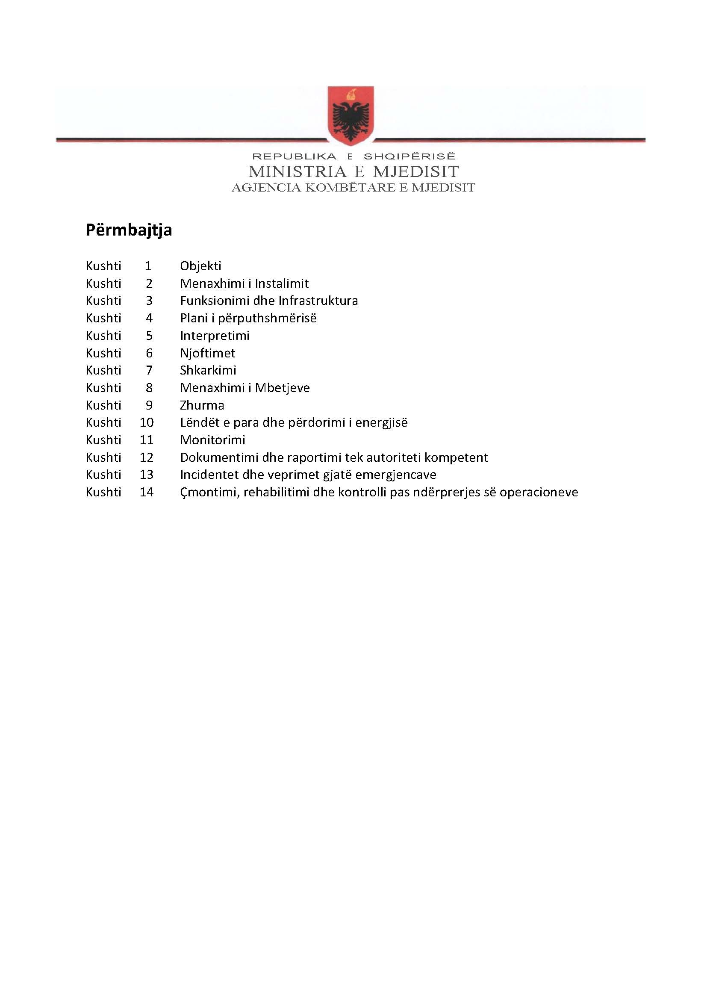 REPUBLIKA E SHQIPËRISË
MINISTRIA E MJEDISIT
AGJENCIA KOMBËTARE E MJEDISIT
Përmbajtja
Kushti 1 Objekti
Kushti 2 Menaxhimi i Instalimit
Kushti 3 Funksionimi dhe Infrastruktura
Kushti 4 Plani i përputhshmërisë
Kushti 5 Interpretimi
Kushti 6 Njoftimet
Kushti 7 Shkarkimi
Kushti 8 Menaxhimi i Mbetjeve
Kushti 9 Zhurma
Kushti 10 Lëndët e para dhe përdorimi i energjisë
Kushti 11 Monitorimi
Kushti 12 Dokumentimi dhe raportimi tek autoriteti kompetent
Kushti 13 Incidentet dhe veprimet gjatë emergjencave
Kushti 14 Çmontimi, rehabilitimi dhe kontrolli pas ndërprerjes së operacioneve